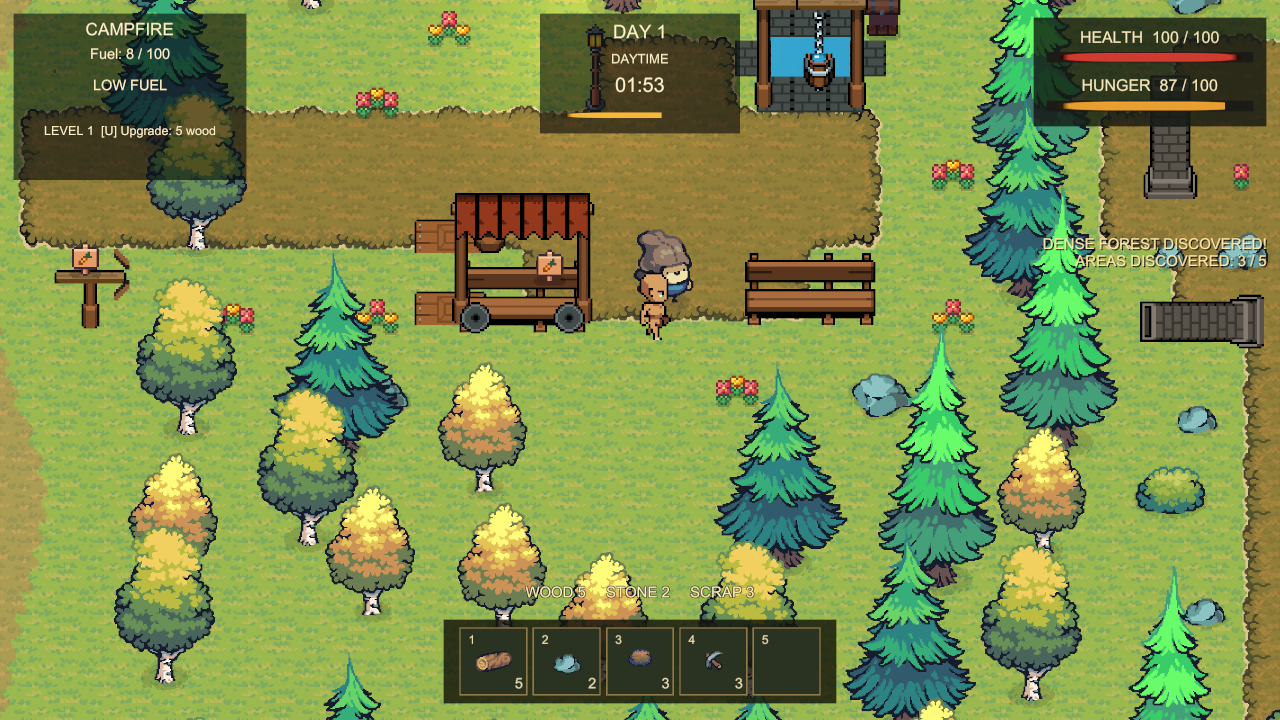 CAMPFIRE
Fuel: 8 / 100
LOW FUEL
LEVEL 1 [U] Upgrade: 5 wood
DAY 1
DAYTIME
01:53
HEALTH 100 / 100
HUNGER 87 / 100
DENSE FOREST DISCOVERED!
AREAS DISCOVERED: 3 / 5
WOOD 5 STONE 2 SCRAP 3
1 2 3 4 5
5 2 3 3